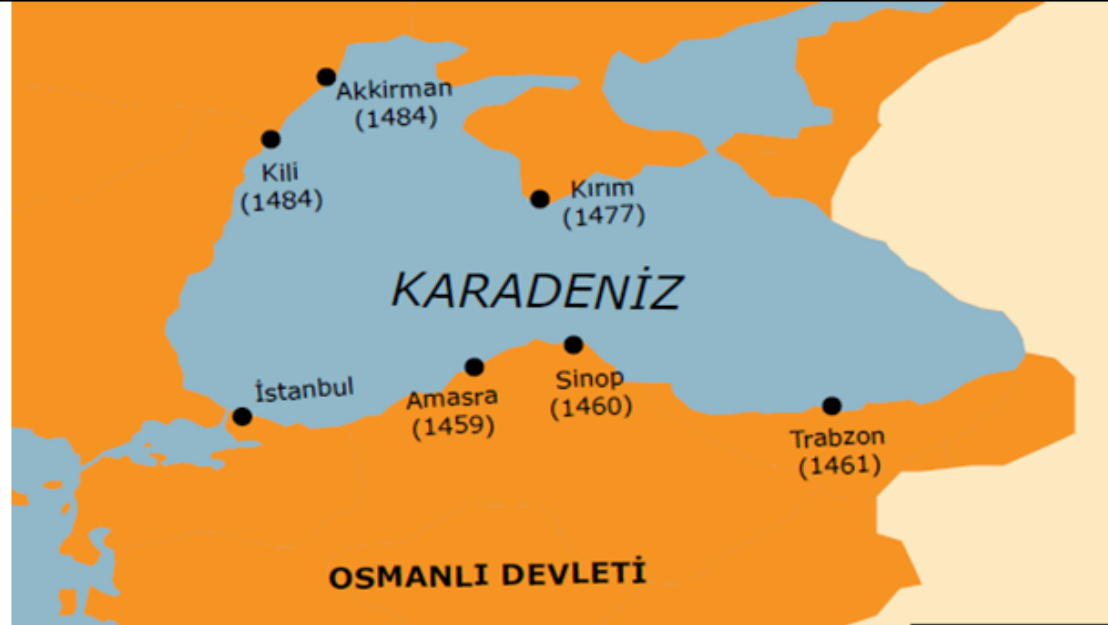 Akkirman
(1484)
Kili
(1484)
Kırım
(1477)
KARADENİZ
İstanbul
Amasra
(1459)
Sinop
(1460)
Trabzon
(1461)
OSMANLI DEVLETİ